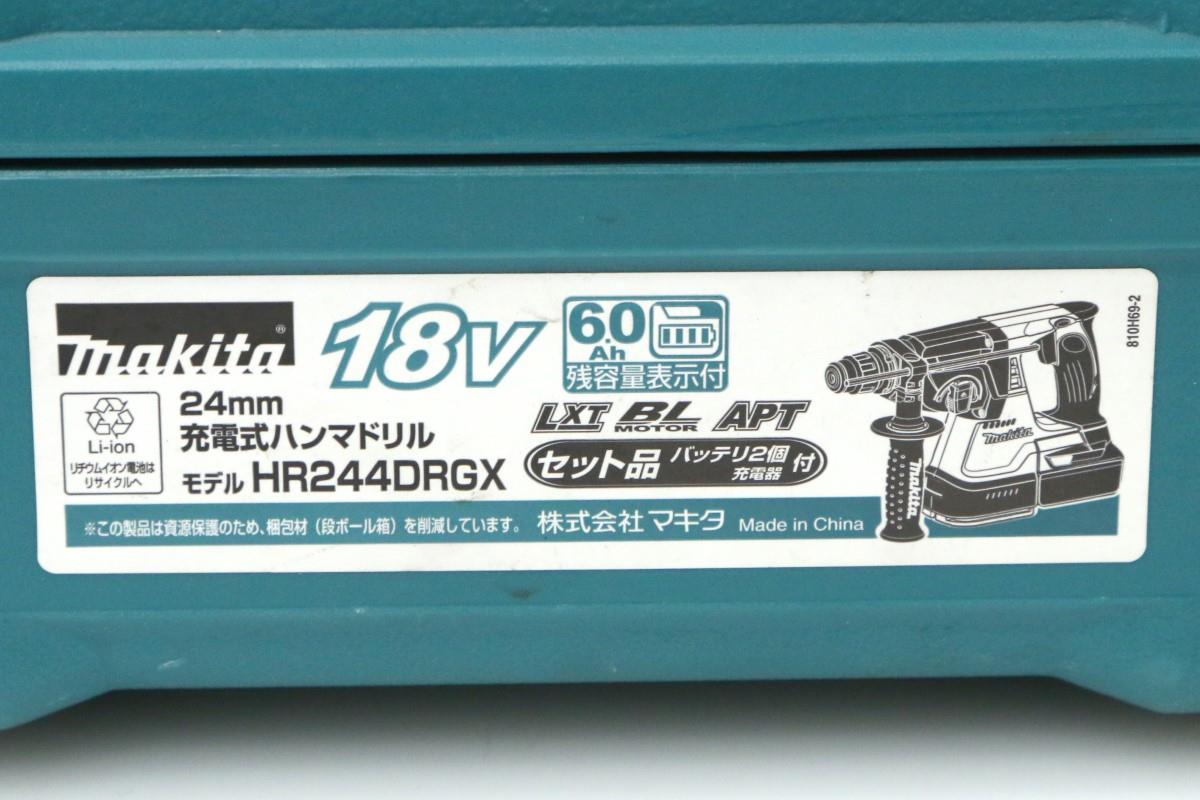 makita®
18V
6.0
Ah
残容量表示付
810H69-2
Li-ion
リチウムイオン電池は
リサイクルへ
24mm
充電式ハンマドリル
モデル HR244DRGX
LXT BL MOTOR APT
セット品 バッテリ2個 充電器 付
makita
makita
※この製品は資源保護のため、梱包材(段ボール箱)を削減しています。 株式会社 マキタ Made in China